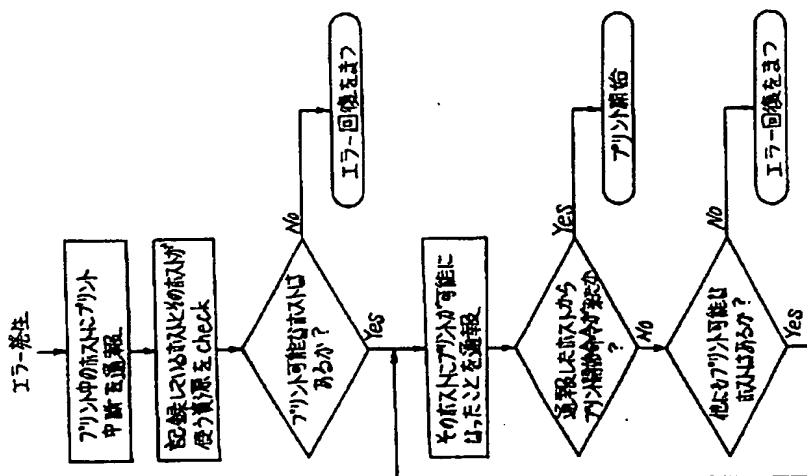 エラー発生
プリント中のホストにプリント
中断を通報
記録しているホストとそのホストが
使う資源をcheck
プリント可能なホストは
あるか?
No
エラー回復をまつ
Yes
そのホストにプリントが可能に
なったことを通報
通報したホストから
プリント開始命令が来たか
?
Yes
プリント開始
No
他にもプリント可能な
ホストはあるか?
No
エラー回復をまつ
Yes